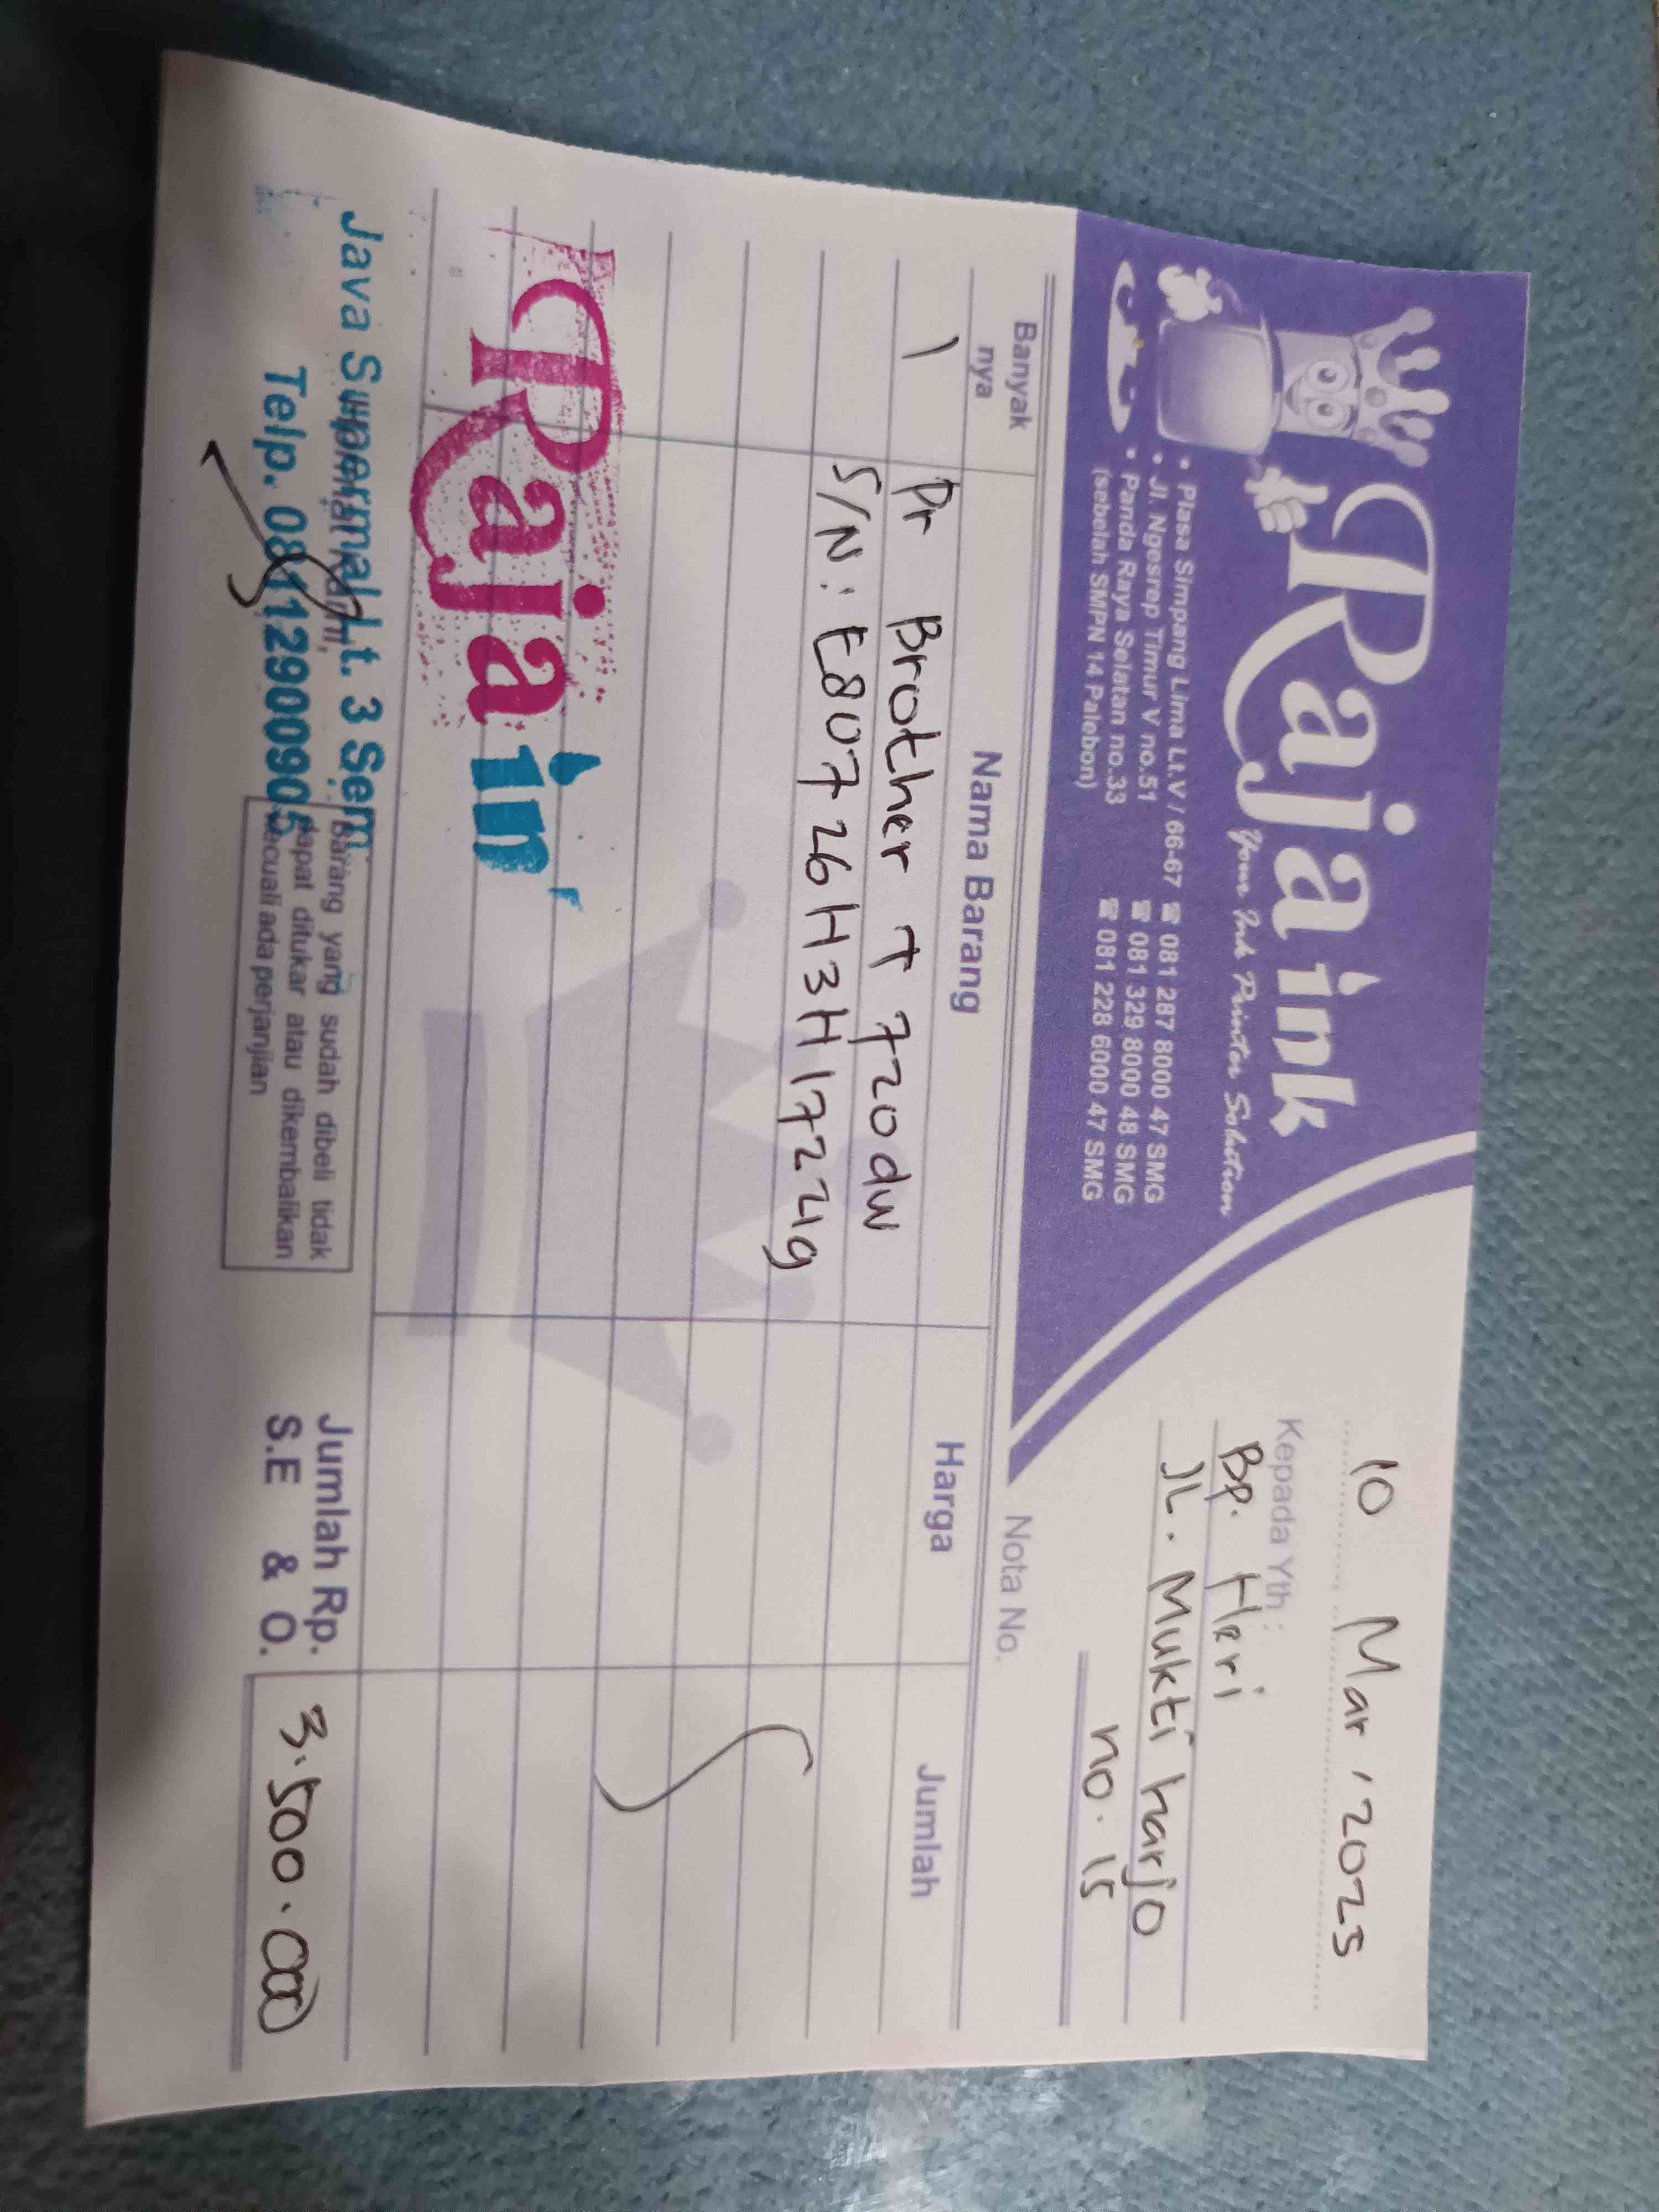 Raja ink
Your Ink Printer Solution
• Plasa Simpang Lima Lt.V / 66-67 ☎ 081 287 8000 47 SMG
• Jl. Ngesrep Timur V no.51 ☎ 081 329 8000 48 SMG
• Panda Raya Selatan no.33 ☎ 081 228 6000 47 SMG
(sebelah SMPN 14 Palebon)
10 Mar, 2025
Kepada Yth :
Bp. Heri
JL. Mukti harjo
no. 15
Nota No.
Banyak nya Nama Barang Harga Jumlah
1 Pr Brother T 720dw
S/N : E80726H3H172219
Raja in
Java Supermal Lt. 3 Sem
Telp. 081129000905
Barang yang sudah dibeli tidak
dapat ditukar atau dikembalikan
kecuali ada perjanjian
Jumlah Rp. 3.500.000
S.E & O.